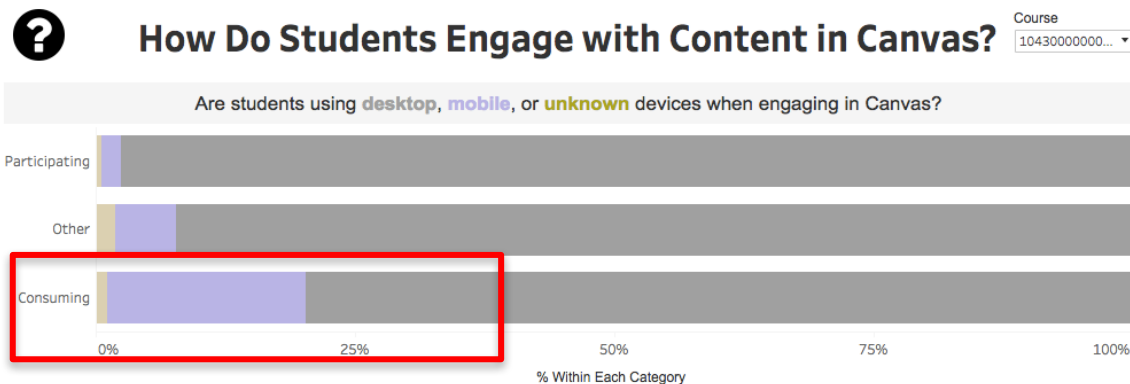 ?
How Do Students Engage with Content in Canvas?
Course
10430000000...
Are students using desktop, mobile, or unknown devices when engaging in Canvas?
Participating
Other
Consuming
0% 25% 50% 75% 100%
% Within Each Category